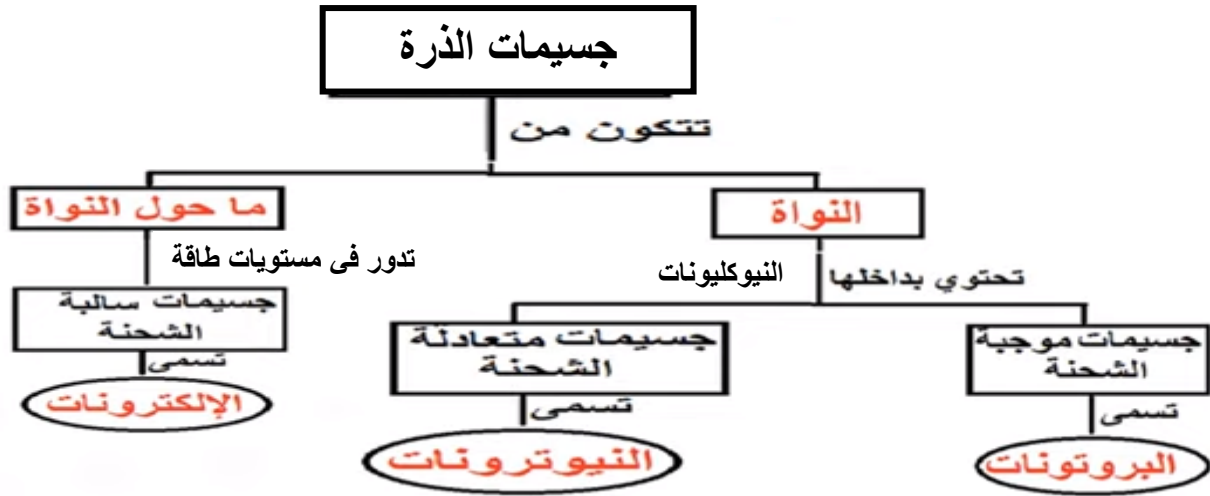 جسيمات الذرة
تتكون من
النواة
ما حول النواة
تحتوي بداخلها
النيوكليونات
تدور فى مستويات طاقة
جسيمات موجبة
الشحنة
جسيمات متعادلة
الشحنة
جسيمات سالبة
الشحنة
تسمى
تسمى
تسمى
البروتونات
النيوترونات
الإلكترونات